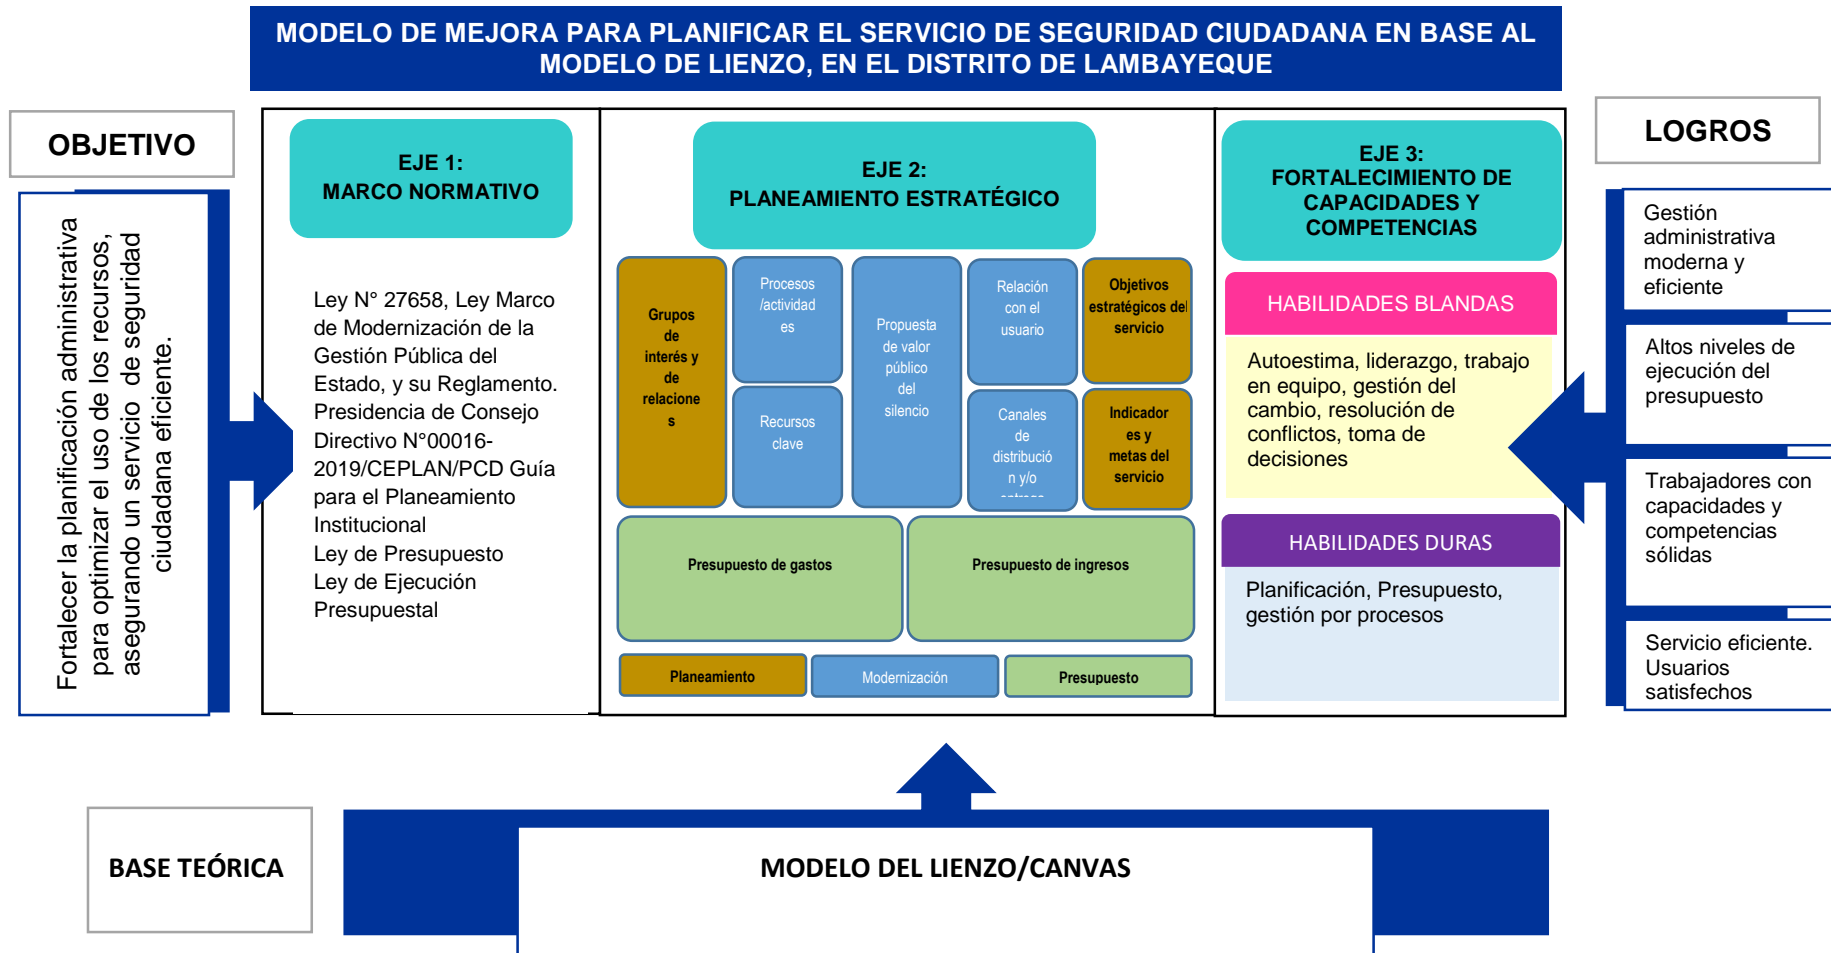 MODELO DE MEJORA PARA PLANIFICAR EL SERVICIO DE SEGURIDAD CIUDADANA EN BASE AL
MODELO DE LIENZO, EN EL DISTRITO DE LAMBAYEQUE
OBJETIVO
Fortalecer la planificación administrativa
para optimizar el uso de los recursos,
asegurando un servicio de seguridad
ciudadana eficiente.
EJE 1:
MARCO NORMATIVO
Ley N° 27658, Ley Marco
de Modernización de la
Gestión Pública del
Estado, y su Reglamento.
Presidencia de Consejo
Directivo N°00016-
2019/CEPLAN/PCD Guía
para el Planeamiento
Institucional
Ley de Presupuesto
Ley de Ejecución
Presupuestal
EJE 2:
PLANEAMIENTO ESTRATÉGICO
Grupos
de
interés y
de
relacione
s
Procesos
/actividad
es
Recursos
clave
Propuesta
de valor
público
del
silencio
Relación
con el
usuario
Canales
de
distribució
n y/o
entrega
Objetivos
estratégicos del
servicio
Indicador
es y
metas del
servicio
Presupuesto de gastos
Presupuesto de ingresos
Planeamiento
Modernización
Presupuesto
EJE 3:
FORTALECIMIENTO DE
CAPACIDADES Y
COMPETENCIAS
HABILIDADES BLANDAS
Autoestima, liderazgo, trabajo
en equipo, gestión del
cambio, resolución de
conflictos, toma de
decisiones
HABILIDADES DURAS
Planificación, Presupuesto,
gestión por procesos
LOGROS
Gestión
administrativa
moderna y
eficiente
Altos niveles de
ejecución del
presupuesto
Trabajadores con
capacidades y
competencias
sólidas
Servicio eficiente.
Usuarios
satisfechos
BASE TEÓRICA
MODELO DEL LIENZO/CANVAS